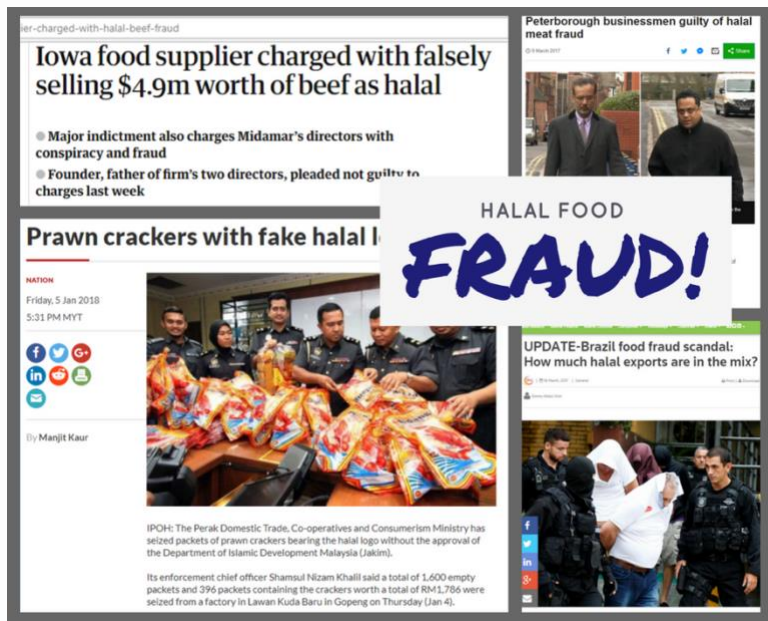 ier-charged-with-halal-beef-fraud
Iowa food supplier charged with falsely
selling $4.9m worth of beef as halal
Major indictment also charges Midamar's directors with
conspiracy and fraud
Founder, father of firm's two directors, pleaded not guilty to
charges last week
Peterborough businessmen guilty of halal
meat fraud
9 March 2017
Share
HALAL FOOD
FRAUD!
Prawn crackers with fake halal l
NATION
Friday, 5 Jan 2018
5:31 PM MYT
By Manjit Kaur
IPOH: The Perak Domestic Trade, Co-operatives and Consumerism Ministry has
seized packets of prawn crackers bearing the halal logo without the approval of
the Department of Islamic Development Malaysia (Jakim).
Its enforcement chief officer Shamsul Nizam Khalil said a total of 1,600 empty
packets and 396 packets containing the crackers worth a total of RM1,786 were
seized from a factory in Lawan Kuda Baru in Gopeng on Thursday (Jan 4).
UPDATE-Brazil food fraud scandal:
How much halal exports are in the mix?